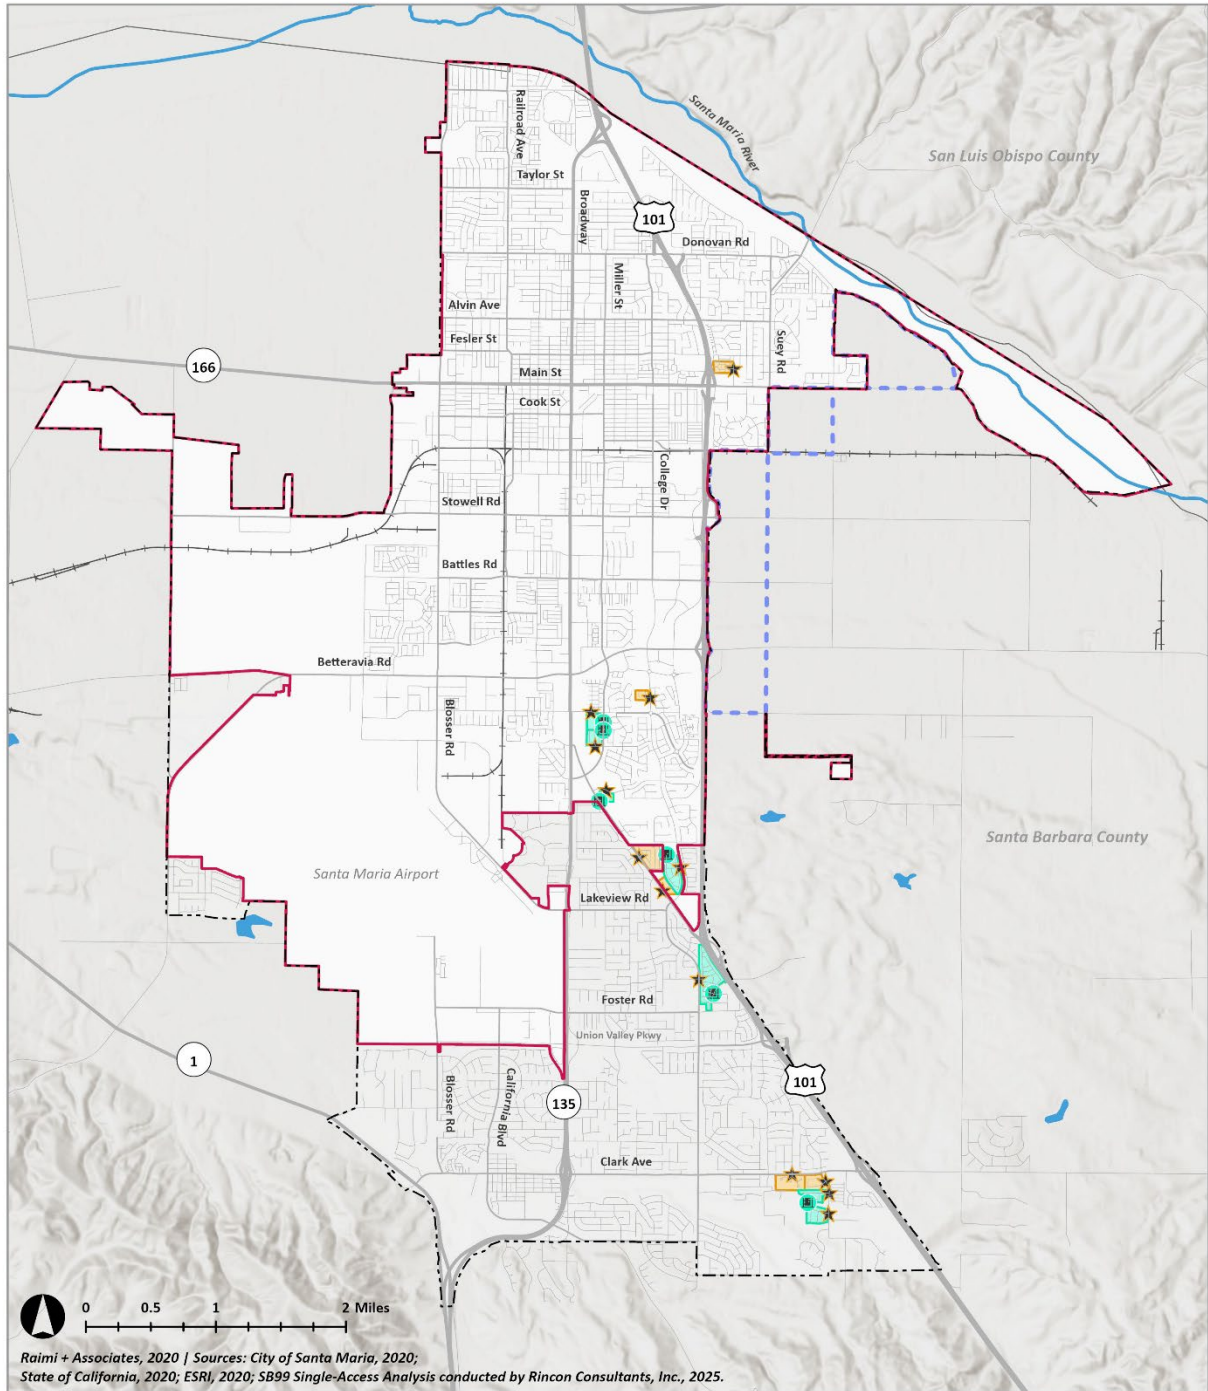 Santa Maria River
San Luis Obispo County
Railroad Ave
Taylor St
Broadway
101
Donovan Rd
Miller St
Alvin Ave
Fesler St
Suey Rd
166
Main St
Cook St
College Dr
Stowell Rd
Battles Rd
Betteravia Rd
Blosser Rd
Santa Barbara County
Santa Maria Airport
Lakeview Rd
Foster Rd
Union Valley Pkwy
1
Blosser Rd
California Blvd
135
101
Clark Ave
0 0.5 1 2 Miles
Raimi + Associates, 2020 | Sources: City of Santa Maria, 2020;
State of California, 2020; ESRI, 2020; SB99 Single-Access Analysis conducted by Rincon Consultants, Inc., 2025.